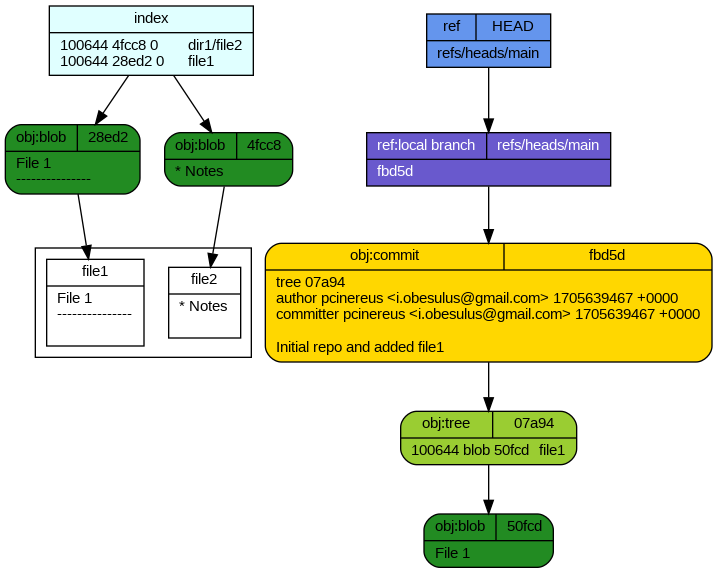 index
100644 4fcc8 0 dir1/file2
100644 28ed2 0 file1
ref HEAD
refs/heads/main
obj:blob 28ed2
File 1
---------------
obj:blob 4fcc8
* Notes
ref:local branch refs/heads/main
fbd5d
file1
File 1
---------------
file2
* Notes
obj:commit fbd5d
tree 07a94
author pcinereus <i.obesulus@gmail.com> 1705639467 +0000
committer pcinereus <i.obesulus@gmail.com> 1705639467 +0000
Initial repo and added file1
obj:tree 07a94
100644 blob 50fcd file1
obj:blob 50fcd
File 1